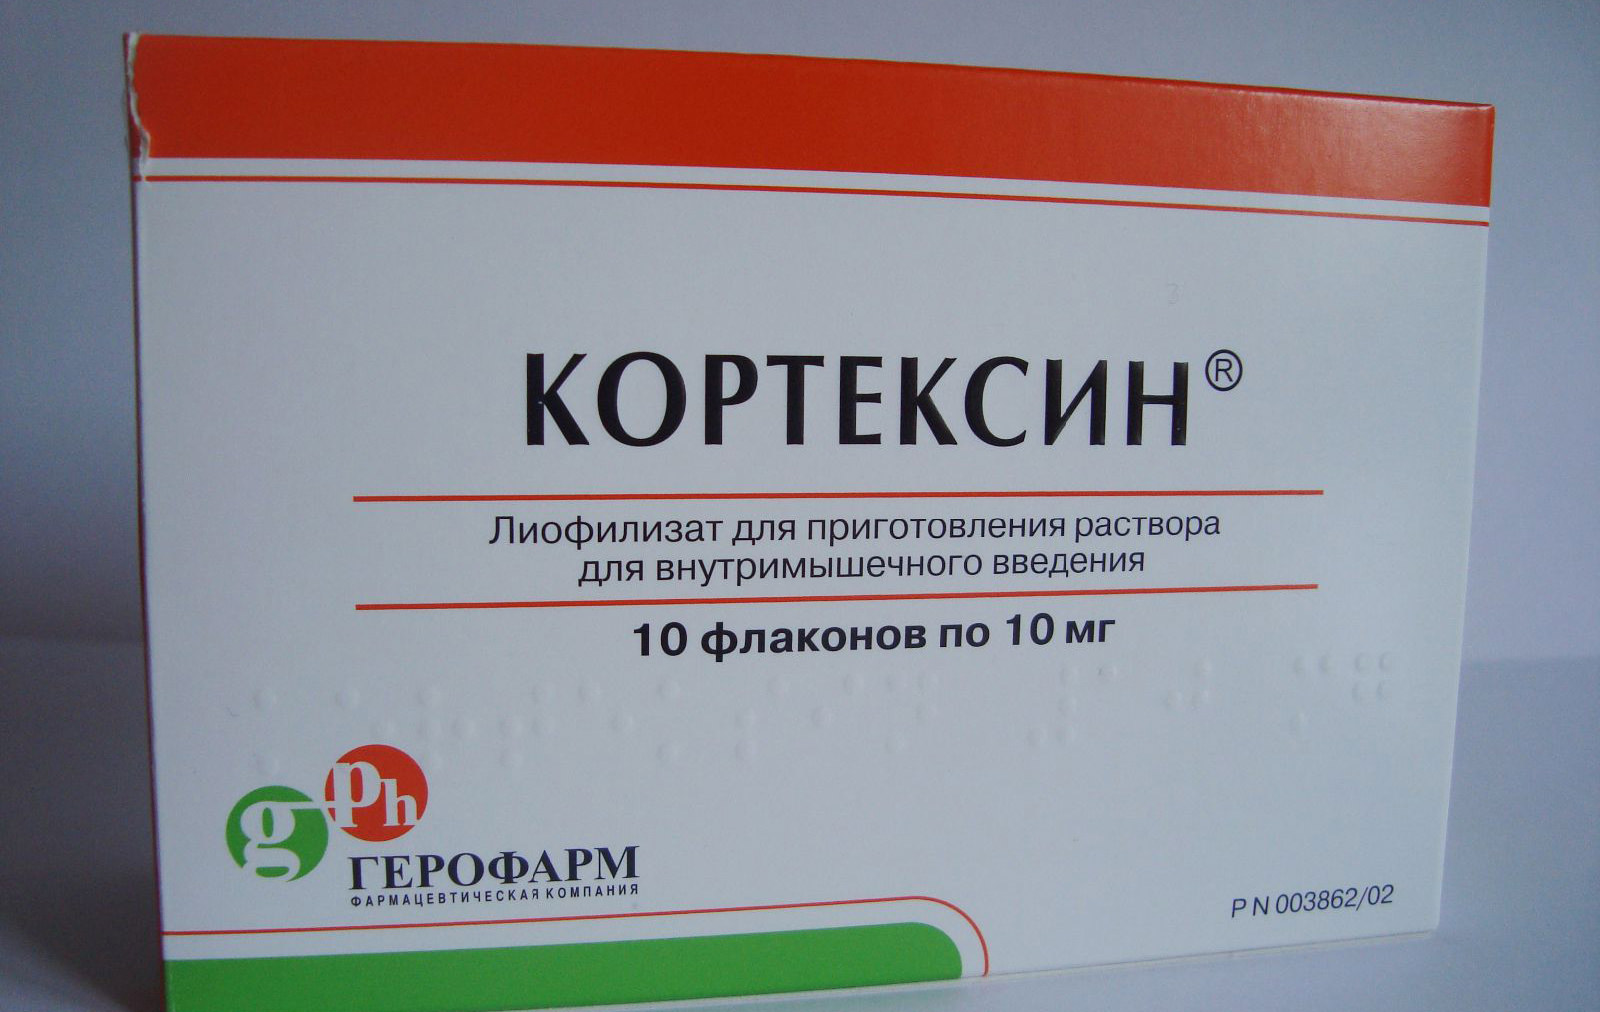 КОРТЕКСИН®
Лиофилизат для приготовления раствора
для внутримышечного введения
10 флаконов по 10 мг
gPh
ГЕРОФАРМ
ФАРМАЦЕВТИЧЕСКАЯ КОМПАНИЯ
P N 003862/02